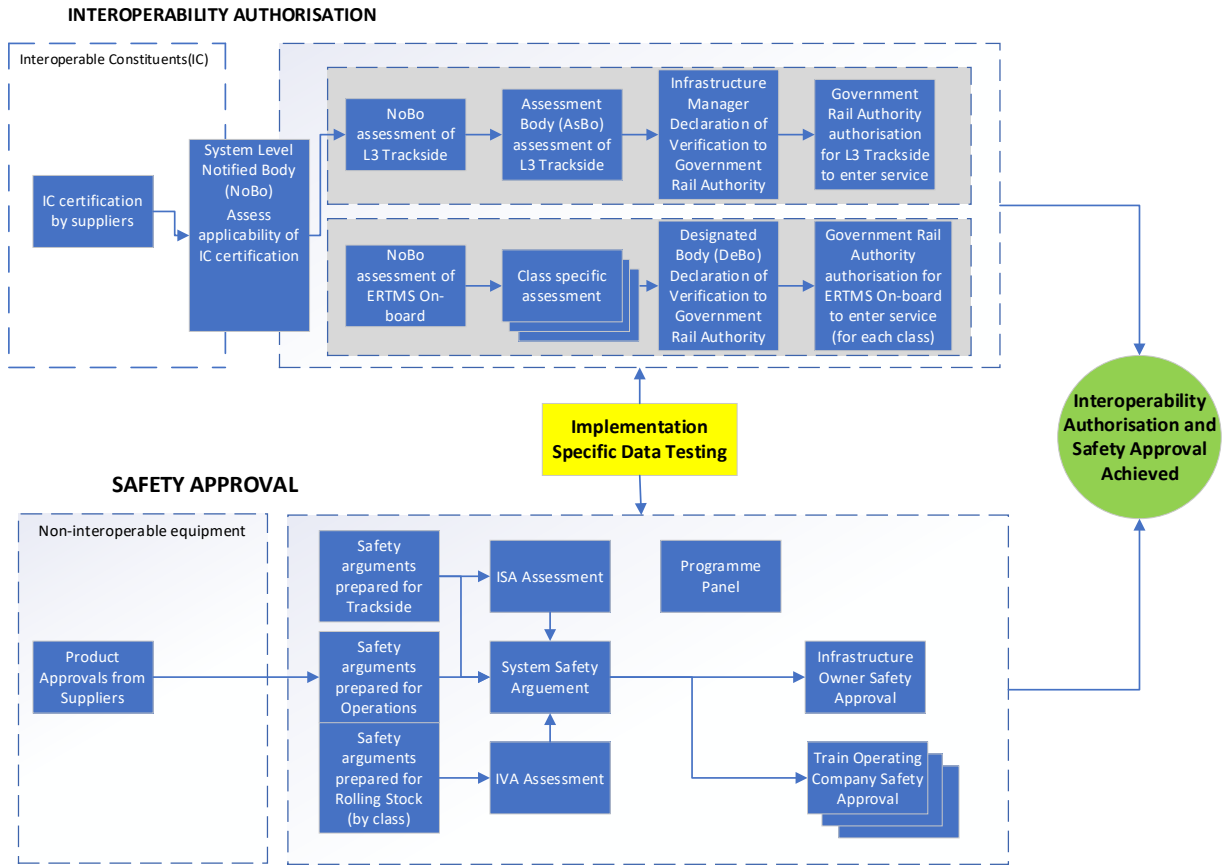 INTEROPERABILITY AUTHORISATION
Interoperable Constituents(IC)
IC certification
by suppliers
System Level
Notified Body
(NoBo)
Assess
applicability of
IC certification
NoBo
assessment of
L3 Trackside
Assessment
Body (AsBo)
assessment of
L3 Trackside
Infrastructure
Manager
Declaration of
Verification to
Government
Rail Authority
Government
Rail Authority
authorisation
for L3 Trackside
to enter service
NoBo
assessment of
ERTMS On-
board
Class specific
assessment
Designated
Body (DeBo)
Declaration of
Verification to
Government
Rail Authority
Government Rail
Authority
authorisation for
ERTMS On-board
to enter service
(for each class)
Implementation
Specific Data Testing
Interoperability
Authorisation and
Safety Approval
Achieved
SAFETY APPROVAL
Non-interoperable equipment
Product
Approvals from
Suppliers
Safety
arguments
prepared for
Trackside
Safety
arguments
prepared for
Operations
Safety
arguments
prepared for
Rolling Stock
(by class)
ISA Assessment
System Safety
Arguement
IVA Assessment
Programme
Panel
Infrastructure
Owner Safety
Approval
Train Operating
Company Safety
Approval